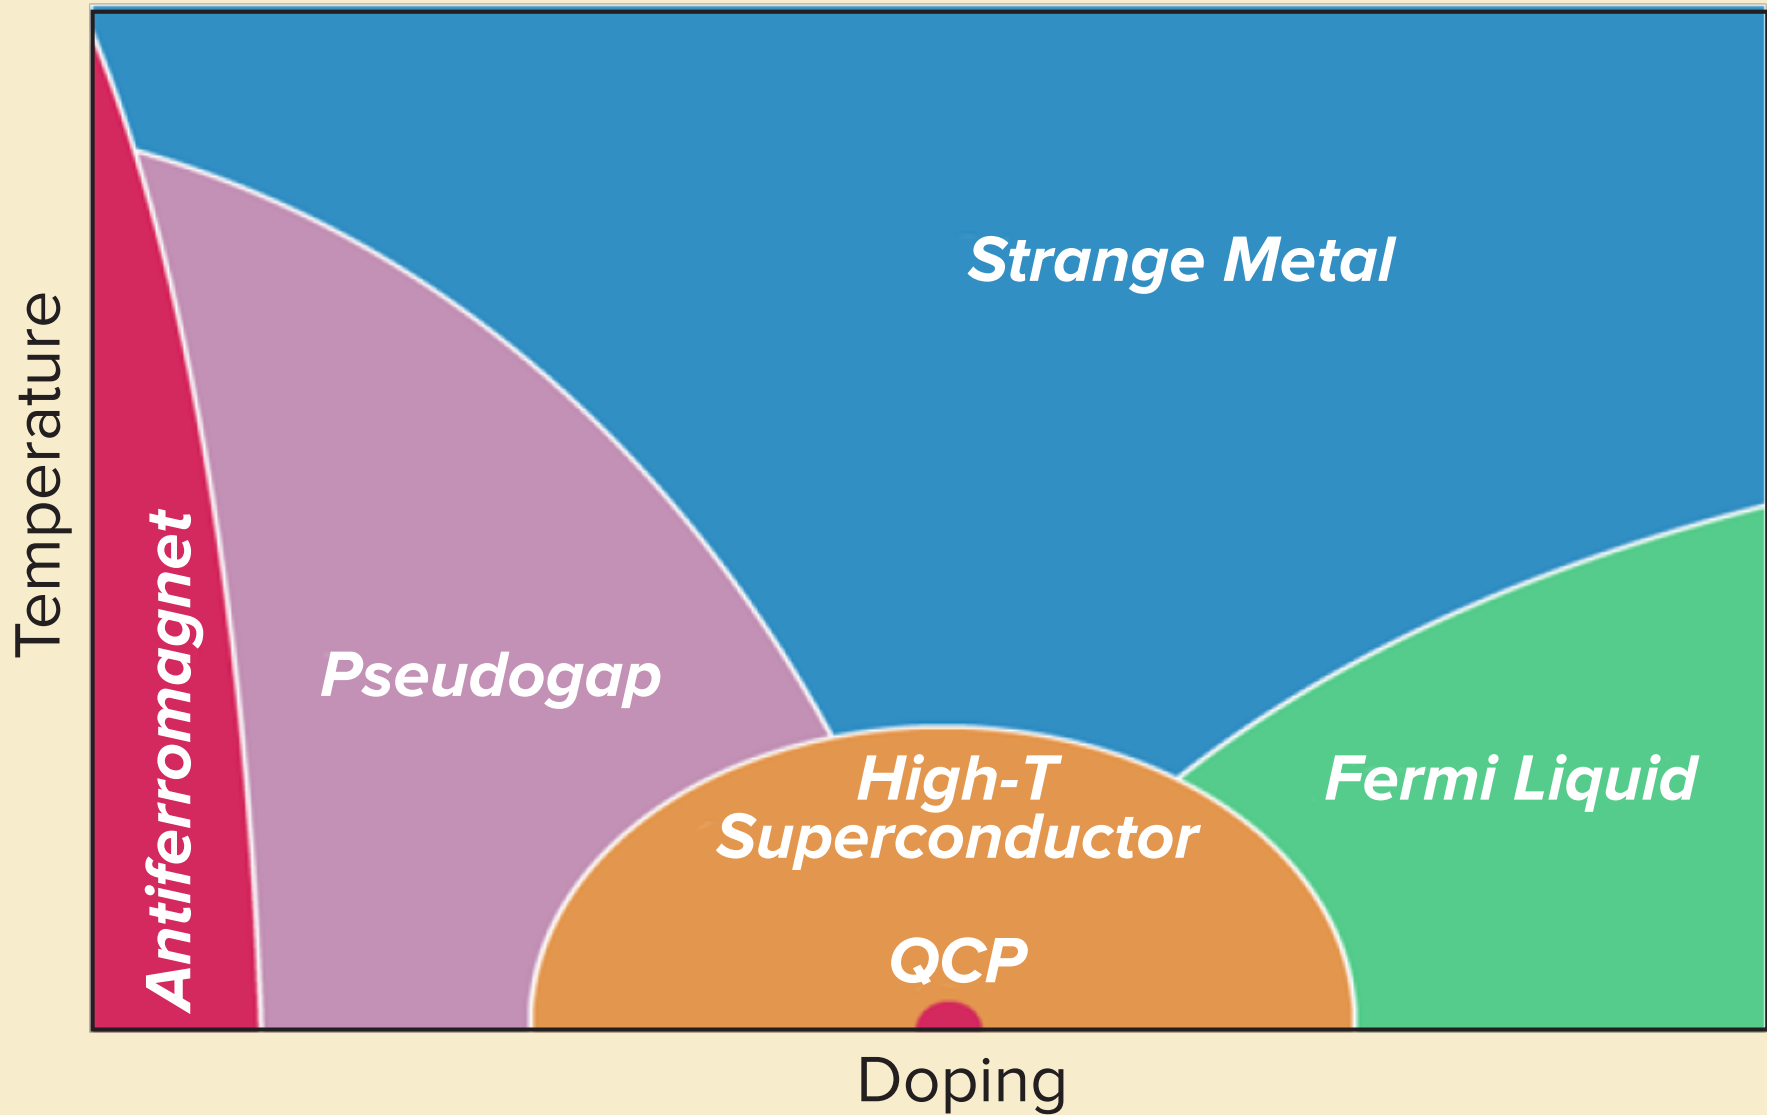 Temperature
Antiferromagnet
Pseudogap
Strange Metal
High-T
Superconductor
QCP
Fermi Liquid
Doping